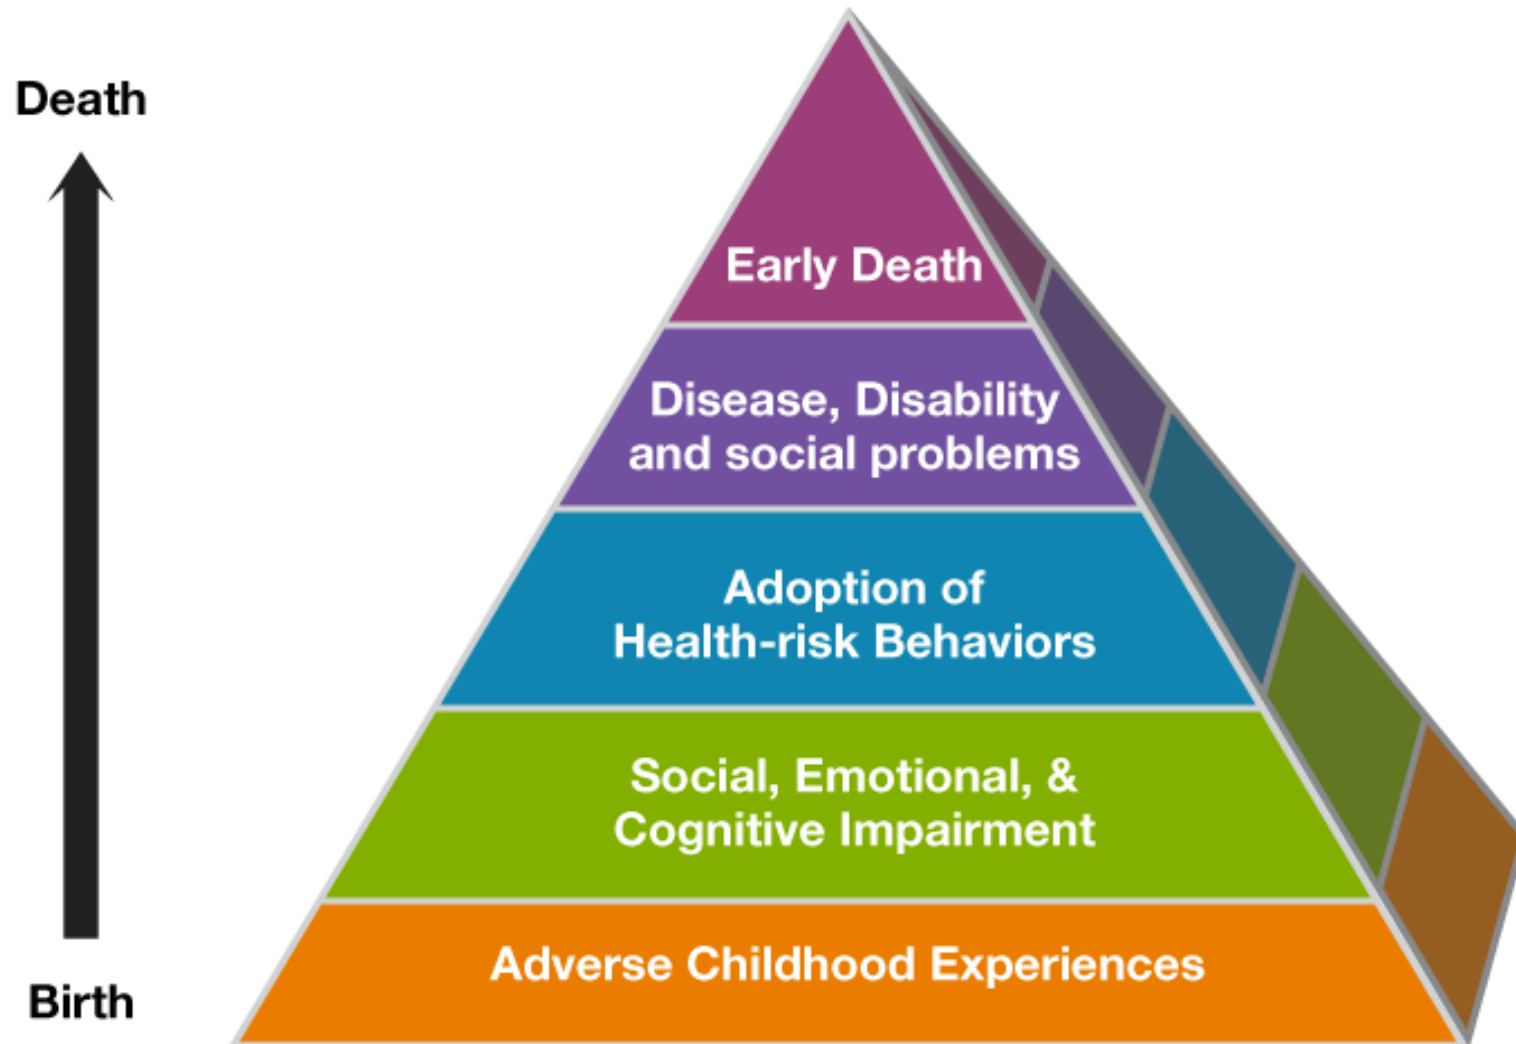 Death
Early Death
Disease, Disability
and social problems
Adoption of
Health-risk Behaviors
Social, Emotional, &
Cognitive Impairment
Adverse Childhood Experiences
Birth